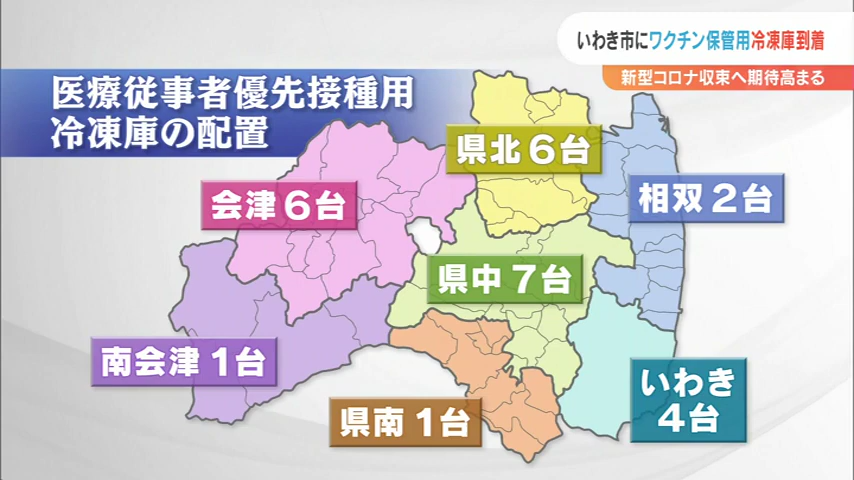 いわき市にワクチン保管用冷凍庫到着
新型コロナ収束へ期待高まる
医療従事者優先接種用
冷凍庫の配置
県北6台
会津6台
相双2台
県中7台
南会津1台
いわき
4台
県南1台